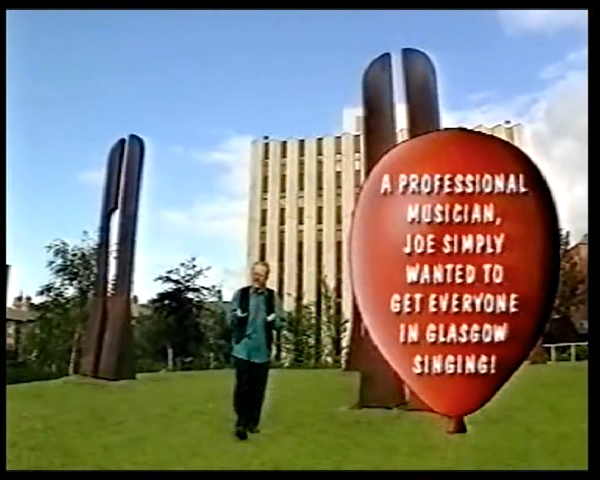 A PROFESSIONAL
MUSICIAN,
JOE SIMPLY
WANTED TO
GET EVERYONE
IN GLASGOW
SINGING!